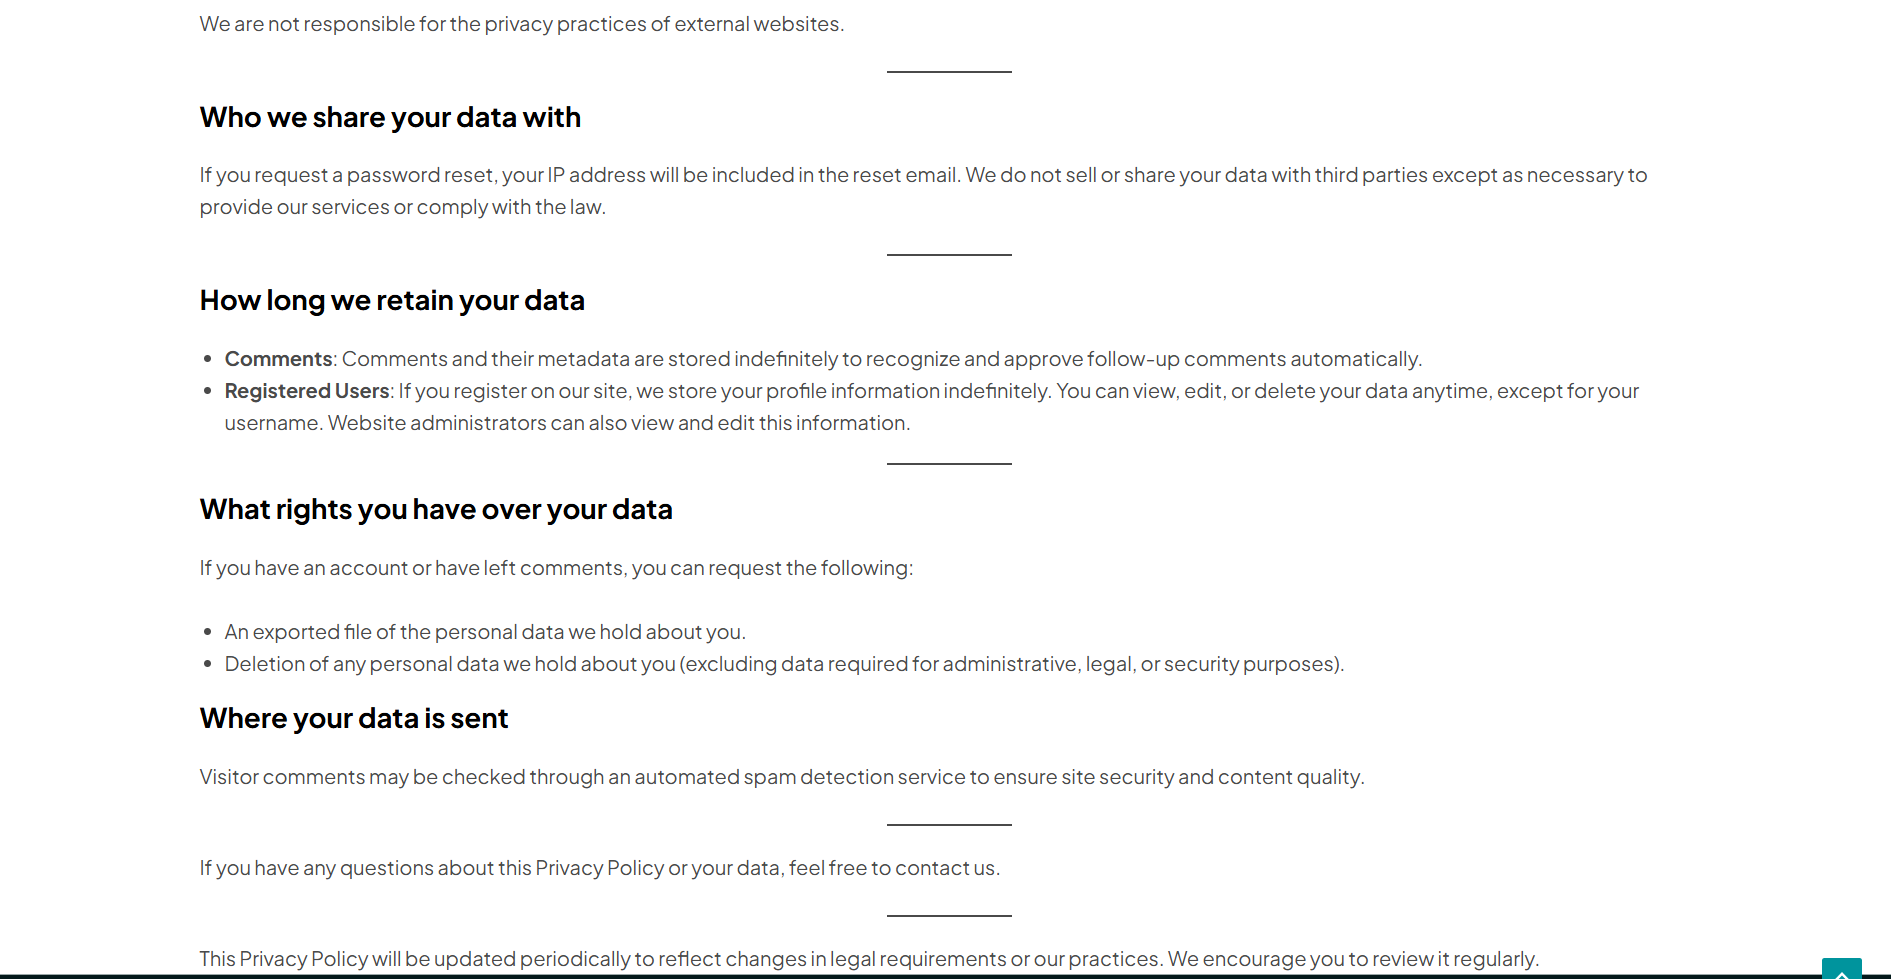 We are not responsible for the privacy practices of external websites.
Who we share your data with
If you request a password reset, your IP address will be included in the reset email. We do not sell or share your data with third parties except as necessary to
provide our services or comply with the law.
How long we retain your data
Comments: Comments and their metadata are stored indefinitely to recognize and approve follow-up comments automatically.
Registered Users: If you register on our site, we store your profile information indefinitely. You can view, edit, or delete your data anytime, except for your
username. Website administrators can also view and edit this information.
What rights you have over your data
If you have an account or have left comments, you can request the following:
An exported file of the personal data we hold about you.
Deletion of any personal data we hold about you (excluding data required for administrative, legal, or security purposes).
Where your data is sent
Visitor comments may be checked through an automated spam detection service to ensure site security and content quality.
If you have any questions about this Privacy Policy or your data, feel free to contact us.
This Privacy Policy will be updated periodically to reflect changes in legal requirements or our practices. We encourage you to review it regularly.